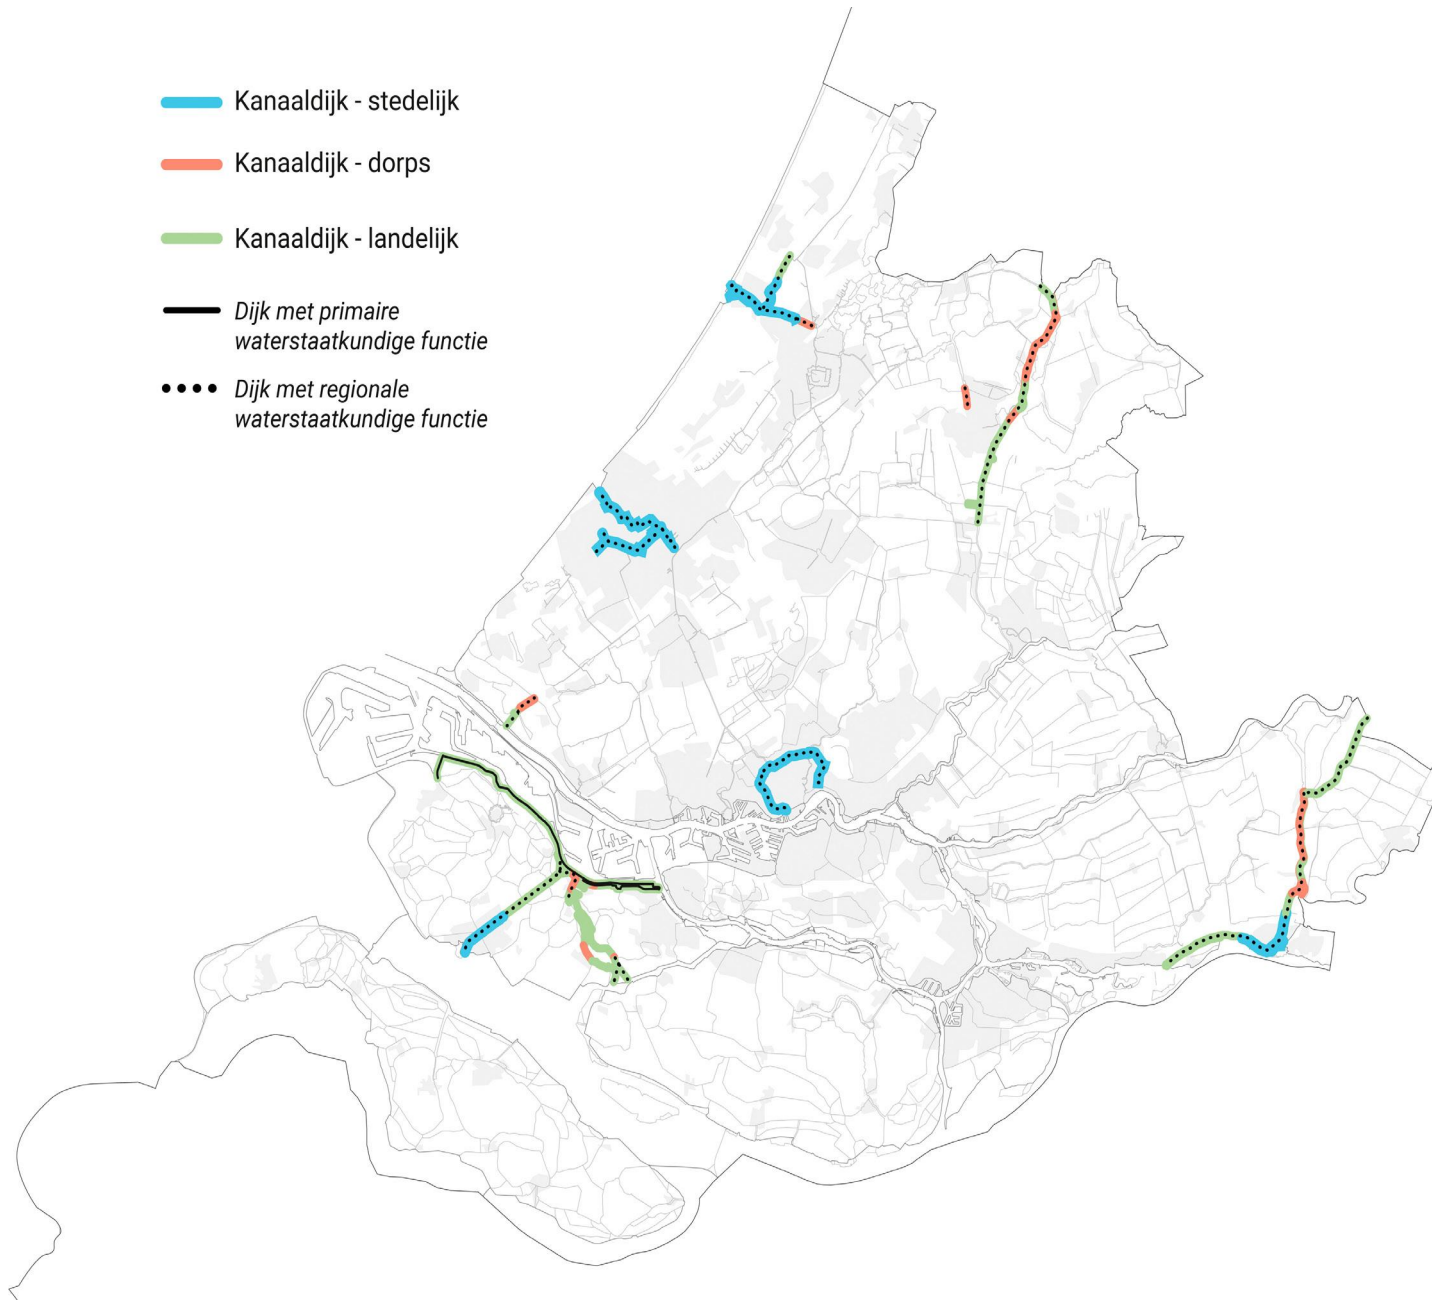 Kanaaldijk - stedelijk
Kanaaldijk - dorps
Kanaaldijk - landelijk
Dijk met primaire
waterstaatkundige functie
Dijk met regionale
waterstaatkundige functie